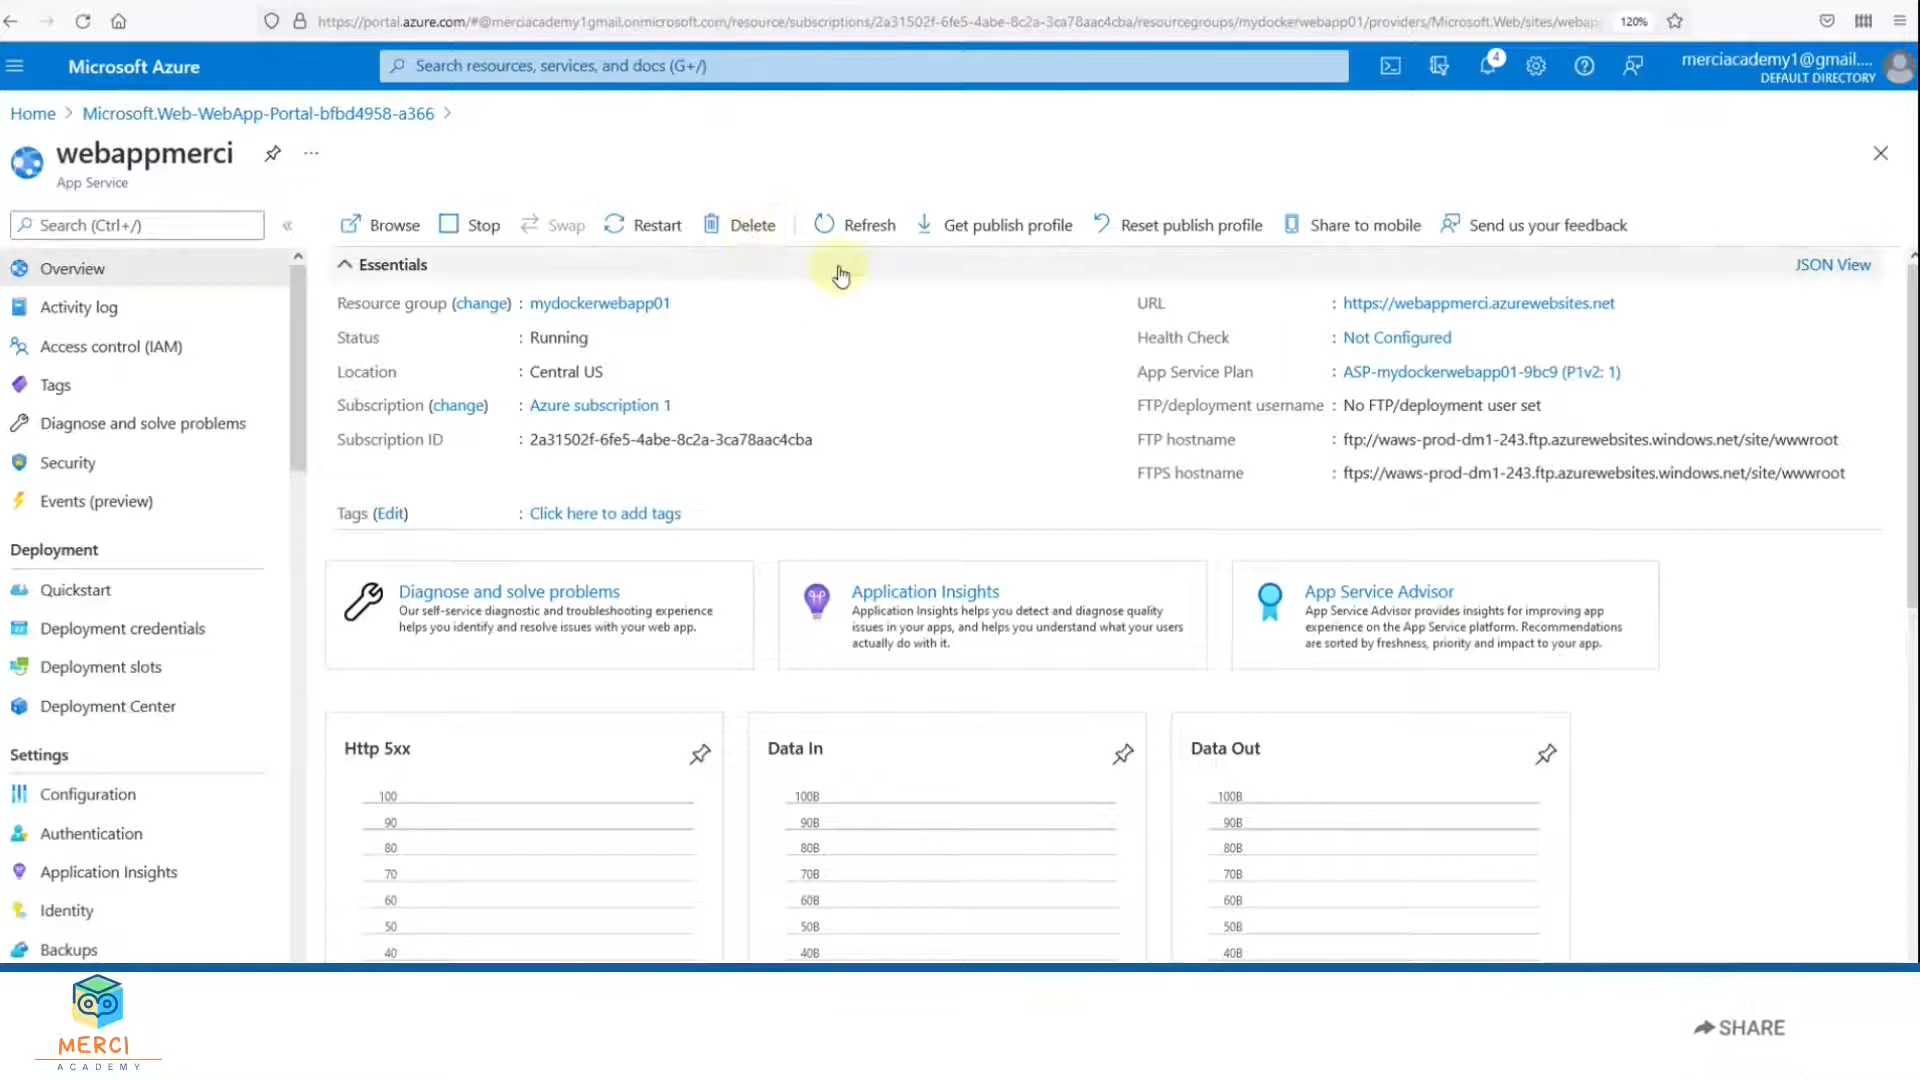 https://portal.azure.com/#@merciacademy1gmail.onmicrosoft.com/resource/subscriptions/2a31502f-6fe5-4abe-8c2a-3ca78aac4cba/resourcegroups/mydockerwebapp01/providers/Microsoft.Web/sites/webap
120%
Microsoft Azure
Search resources, services, and docs (G+/)
4
merciacademy1@gmail....
DEFAULT DIRECTORY
Home > Microsoft.Web-WebApp-Portal-bfbd4958-a366 >
webappmerci
...
App Service
Search (Ctrl+/)
«
Browse Stop Swap Restart Delete Refresh Get publish profile Reset publish profile Share to mobile Send us your feedback
Overview
Activity log
Access control (IAM)
Tags
Diagnose and solve problems
Security
Events (preview)
Deployment
Quickstart
Deployment credentials
Deployment slots
Deployment Center
Settings
Configuration
Authentication
Application Insights
Identity
Backups
Essentials
JSON View
Resource group (change) : mydockerwebapp01
Status : Running
Location : Central US
Subscription (change) : Azure subscription 1
Subscription ID : 2a31502f-6fe5-4abe-8c2a-3ca78aac4cba
Tags (Edit) : Click here to add tags
URL : https://webappmerci.azurewebsites.net
Health Check : Not Configured
App Service Plan : ASP-mydockerwebapp01-9bc9 (P1v2: 1)
FTP/deployment username : No FTP/deployment user set
FTP hostname : ftp://waws-prod-dm1-243.ftp.azurewebsites.windows.net/site/wwwroot
FTPS hostname : ftps://waws-prod-dm1-243.ftp.azurewebsites.windows.net/site/wwwroot
Diagnose and solve problems
Our self-service diagnostic and troubleshooting experience
helps you identify and resolve issues with your web app.
Application Insights
Application Insights helps you detect and diagnose quality
issues in your apps, and helps you understand what your users
actually do with it.
App Service Advisor
App Service Advisor provides insights for improving app
experience on the App Service platform. Recommendations
are sorted by freshness, priority and impact to your app.
Http 5xx
100
90
80
70
60
50
40
Data In
100B
90B
80B
70B
60B
50B
40B
Data Out
100B
90B
80B
70B
60B
50B
40B
MERCI
ACADEMY
SHARE